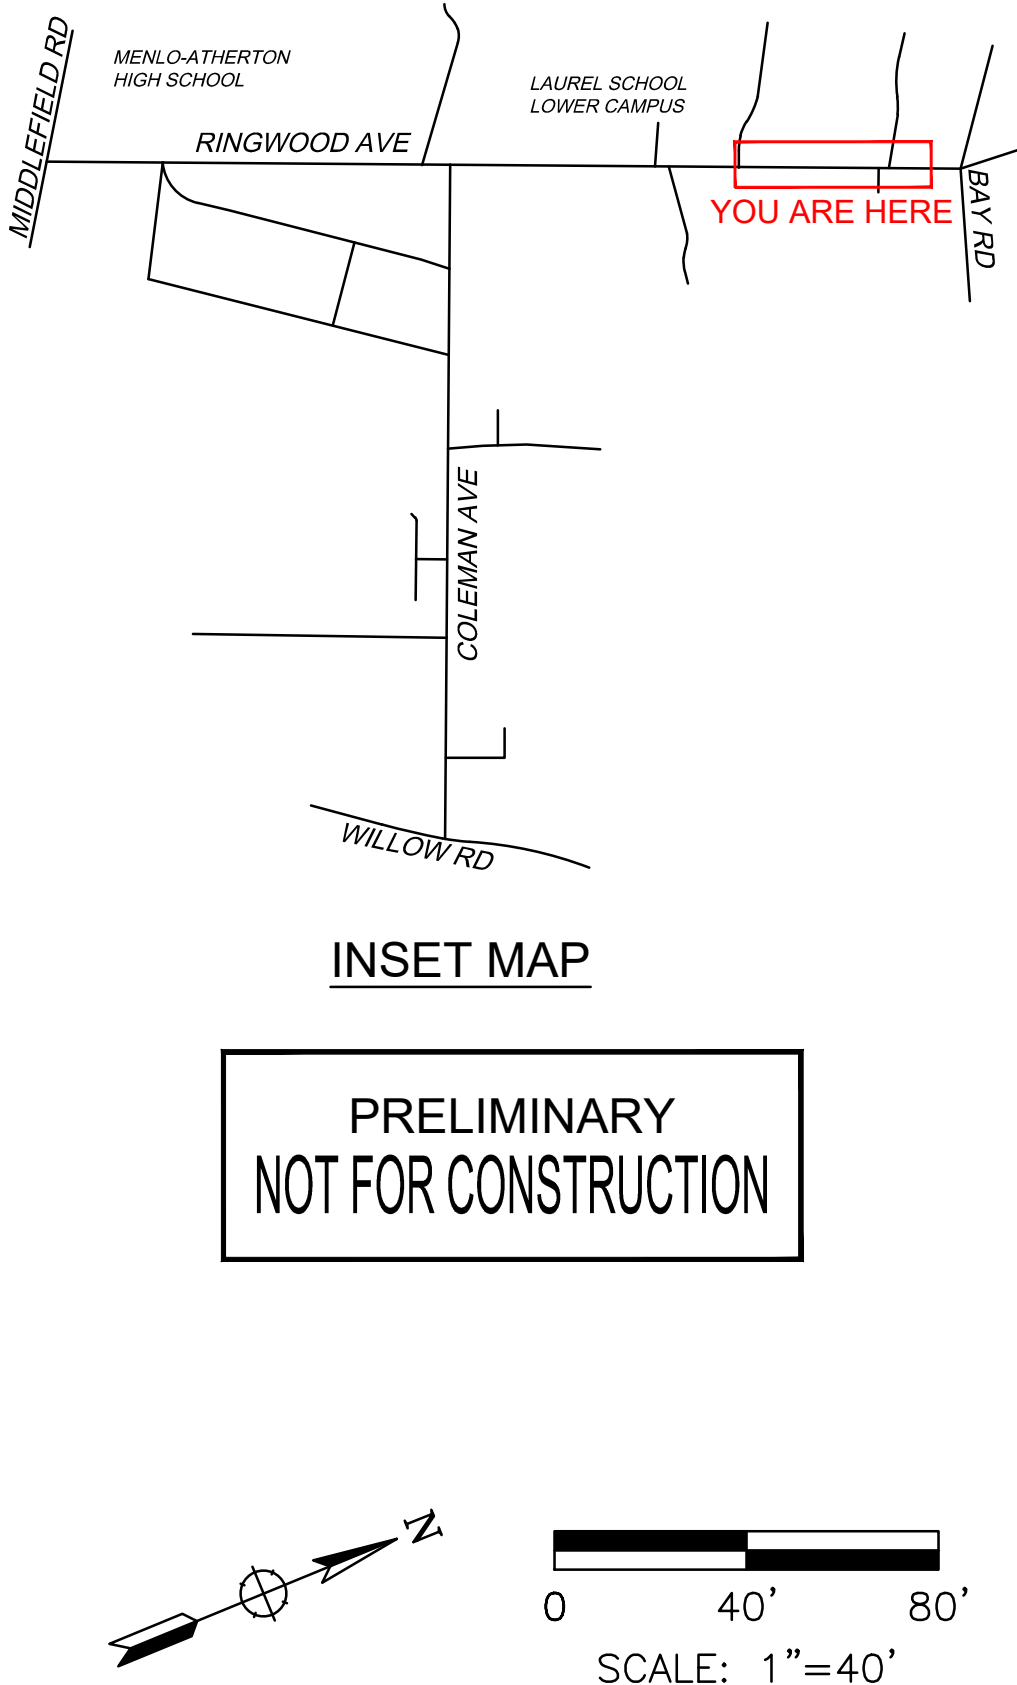 MIDDLEFIELD RD
MENLO-ATHERTON
HIGH SCHOOL
LAUREL SCHOOL
LOWER CAMPUS
RINGWOOD AVE
YOU ARE HERE
BAY RD
COLEMAN AVE
WILLOW RD
INSET MAP
PRELIMINARY
NOT FOR CONSTRUCTION
N
0 40' 80'
SCALE: 1"=40'